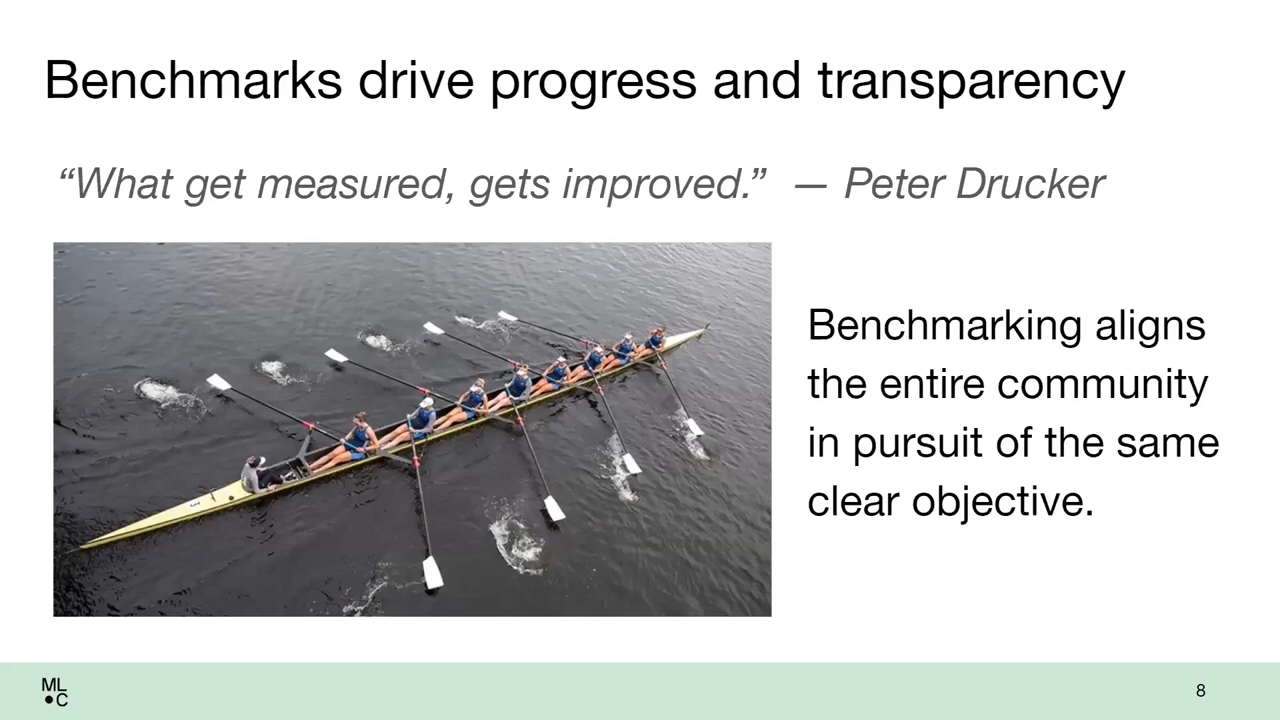 Benchmarks drive progress and transparency
“What get measured, gets improved.” — Peter Drucker
Benchmarking aligns
the entire community
in pursuit of the same
clear objective.
ML
C
8